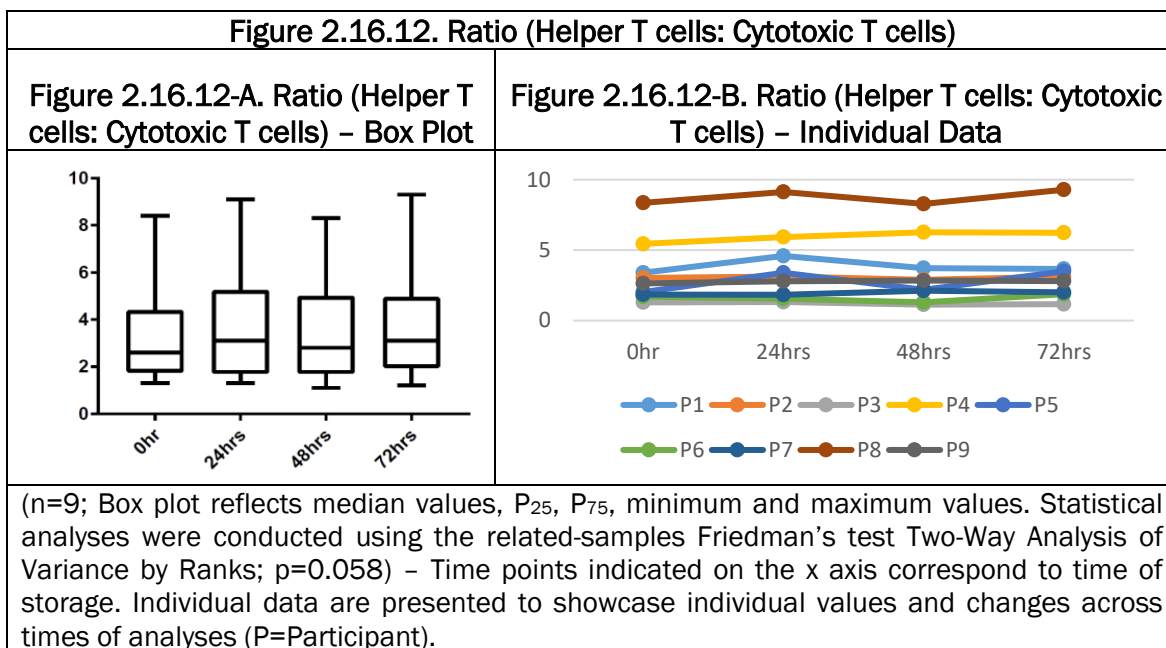 Figure 2.16.12. Ratio (Helper T cells: Cytotoxic T cells)
Figure 2.16.12-A. Ratio (Helper T
cells: Cytotoxic T cells) – Box Plot
Figure 2.16.12-B. Ratio (Helper T cells: Cytotoxic
T cells) – Individual Data
10
8
6
4
2
0
0hr 24hrs 48hrs 72hrs
10
5
0
0hr 24hrs 48hrs 72hrs
P1 P2 P3 P4 P5
P6 P7 P8 P9
(n=9; Box plot reflects median values, P25, P75, minimum and maximum values. Statistical
analyses were conducted using the related-samples Friedman's test Two-Way Analysis of
Variance by Ranks; p=0.058) – Time points indicated on the x axis correspond to time of
storage. Individual data are presented to showcase individual values and changes across
times of analyses (P=Participant).